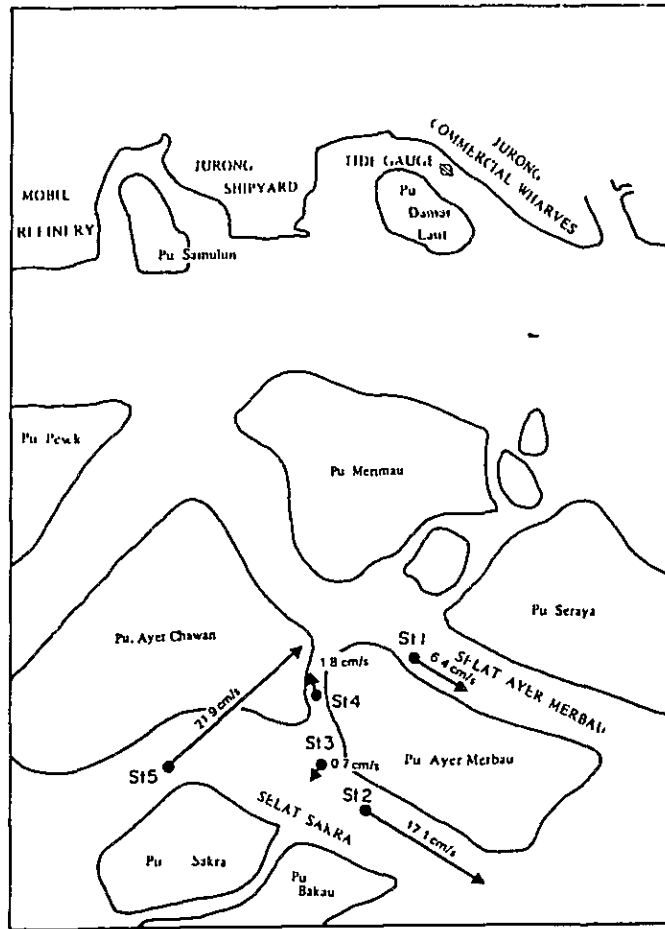 JURONG
COMMERCIAL WHARVES
JURONG
SHIPYARD
TIDE GAUGE
MOBIL
REFINERY
Pu
Damar
Laut
Pu Samulun
Pu Pesek
Pu Merimau
Pu Seraya
Pu. Ayer Chawan
St1
6.4 cm/s
SELAT AYER MERBAU
1.8 cm/s
St4
21.9 cm/s
St3
0.7 cm/s
Pu Ayer Merbau
St5
St2
17.1 cm/s
SELAT SAKRA
Pu Sakra
Pu
Bakau